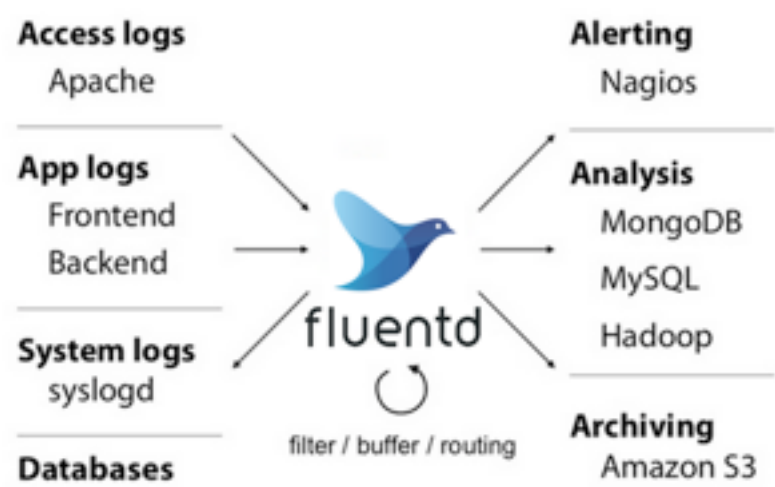 Access logs
Apache
App logs
Frontend
Backend
System logs
syslogd
Databases
fluentd
filter / buffer / routing
Alerting
Nagios
Analysis
MongoDB
MySQL
Hadoop
Archiving
Amazon S3